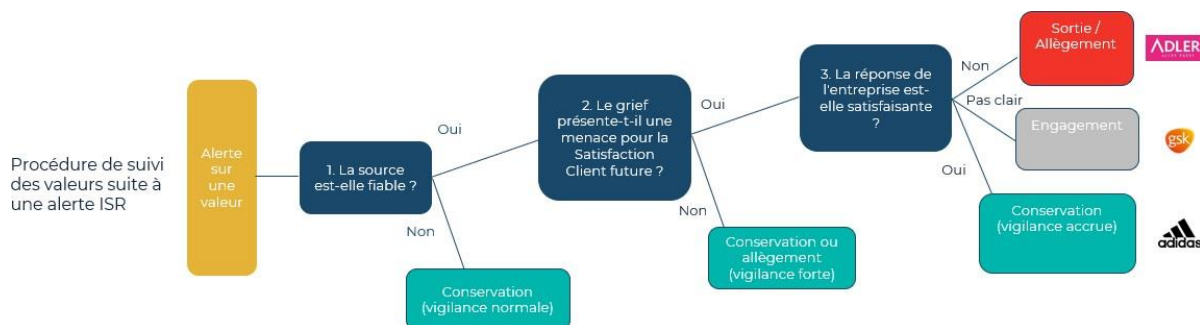 Procédure de suivi
des valeurs suite à
une alerte ISR
Alerte
sur
une
valeur
1. La source
est-elle fiable ?
Oui
Non
Conservation
(vigilance normale)
2. Le grief
présente-t-il une
menace pour la
Satisfaction
Client future ?
Oui
Non
Conservation ou
allègement
(vigilance forte)
3. La réponse de
l'entreprise est-
elle satisfaisante
?
Non
Pas clair
Oui
Sortie /
Allègement
ADLER
Engagement
gsk
Conservation
(vigilance accrue)
adidas